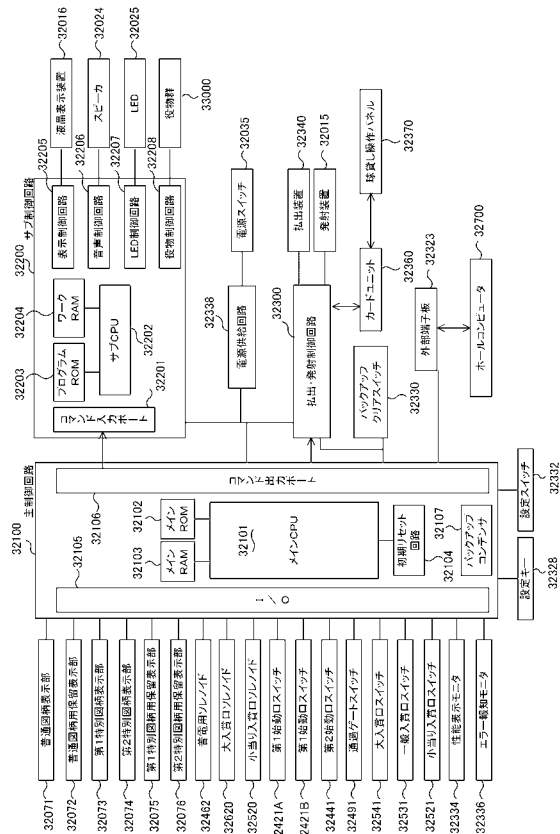 32071 普通図柄表示部
32072 普通図柄用保留表示部
32073 第1特別図柄表示部
32074 第2特別図柄表示部
32075 第1特別図柄用保留表示部
32076 第2特別図柄用保留表示部
32462 普電用ソレノイド
32620 大入賞口ソレノイド
32520 小当り入賞口ソレノイド
2421A 第1始動口スイッチ
2421B 第1始動口スイッチ
32441 第2始動口スイッチ
32491 通過ゲートスイッチ
32541 大入賞口スイッチ
32531 一般入賞口スイッチ
32521 小当り入賞口スイッチ
32334 性能表示モニタ
32336 エラー報知モニタ
32100
主制御回路
32105
I/O
32106
コマンド出力ポート
32103
メイン
RAM
32102
メイン
ROM
32101
メインCPU
初期リセット
回路
32104
32107
バックアップ
コンデンサ
設定キー
32328
設定スイッチ
32332
32200
サブ制御回路
コマンド入力ポート
32201
32203
プログラム
ROM
32204
ワーク
RAM
サブCPU
32202
32205
表示制御回路
32206
音声制御回路
32207
LED制御回路
32208
役物制御回路
液晶表示装置
32016
スピーカ
32024
LED
32025
役物群
33000
32338
電源供給回路
電源スイッチ
32035
32300
払出・発射制御回路
払出装置
32340
発射装置
32015
バックアップ
クリアスイッチ
32330
カードユニット
32360
球貸し操作パネル
32370
外部端子板
32323
ホールコンピュータ
32700